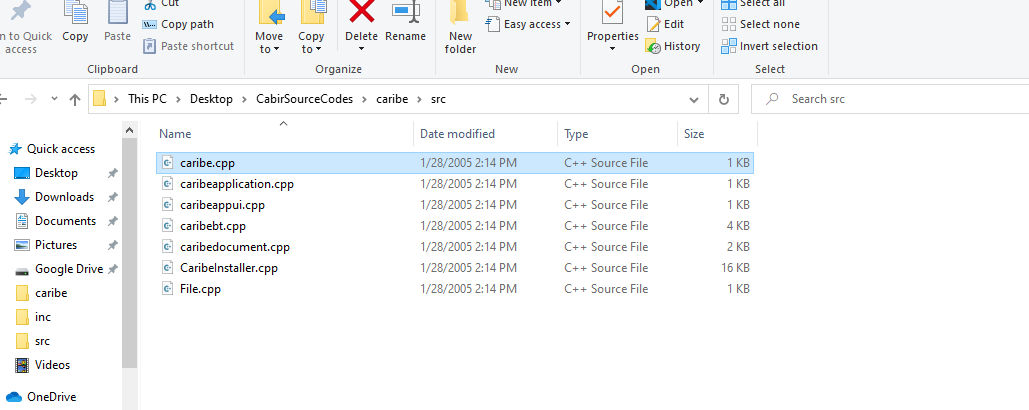 Cut
New item
Open
Select all
n to Quick access
Copy
Paste
Copy path
Paste shortcut
Move to
Copy to
Delete
Rename
New folder
Easy access
Properties
Edit
History
Select none
Invert selection
Clipboard
Organize
New
Open
Select
This PC > Desktop > CabirSourceCodes > caribe > src
Search src
Name Date modified Type Size
Quick access
Desktop
Downloads
Documents
Pictures
Google Drive
caribe
inc
src
Videos
OneDrive
caribe.cpp 1/28/2005 2:14 PM C++ Source File 1 KB
caribeapplication.cpp 1/28/2005 2:14 PM C++ Source File 1 KB
caribeappui.cpp 1/28/2005 2:14 PM C++ Source File 1 KB
caribebt.cpp 1/28/2005 2:14 PM C++ Source File 4 KB
caribedocument.cpp 1/28/2005 2:14 PM C++ Source File 2 KB
CaribeInstaller.cpp 1/28/2005 2:14 PM C++ Source File 16 KB
File.cpp 1/28/2005 2:14 PM C++ Source File 1 KB